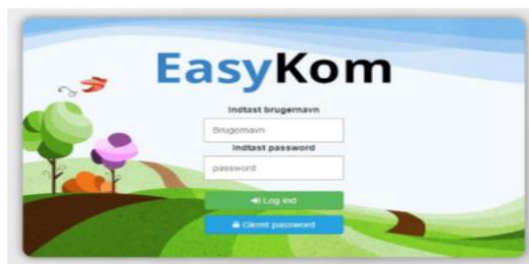 EasyKom
Indtast brugernavn
Brugernavn
Indtast password
password
Log ind
Glemt password